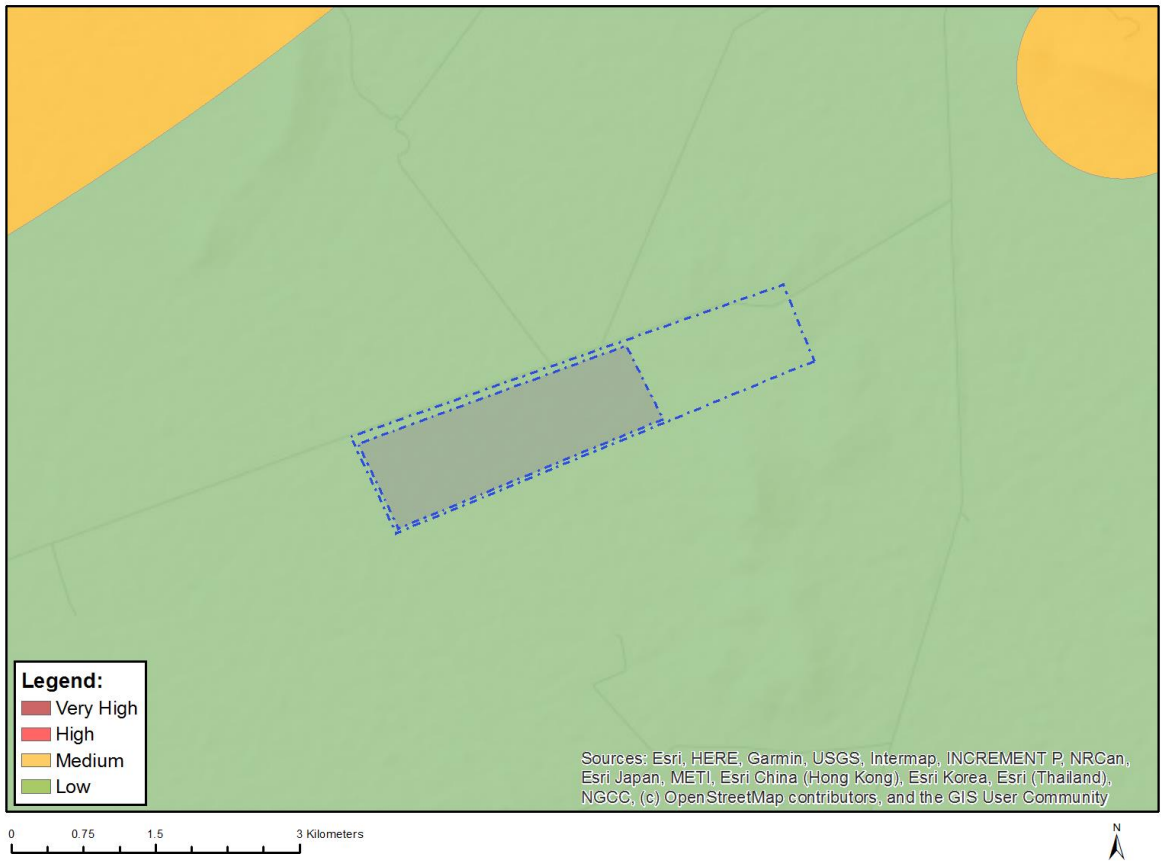 Legend:
Very High
High
Medium
Low
Sources: Esri, HERE, Garmin, USGS, Intermap, INCREMENT P, NRCan,
Esri Japan, METI, Esri China (Hong Kong), Esri Korea, Esri (Thailand),
NGCC, (c) OpenStreetMap contributors, and the GIS User Community
0 0.75 1.5 3 Kilometers
N